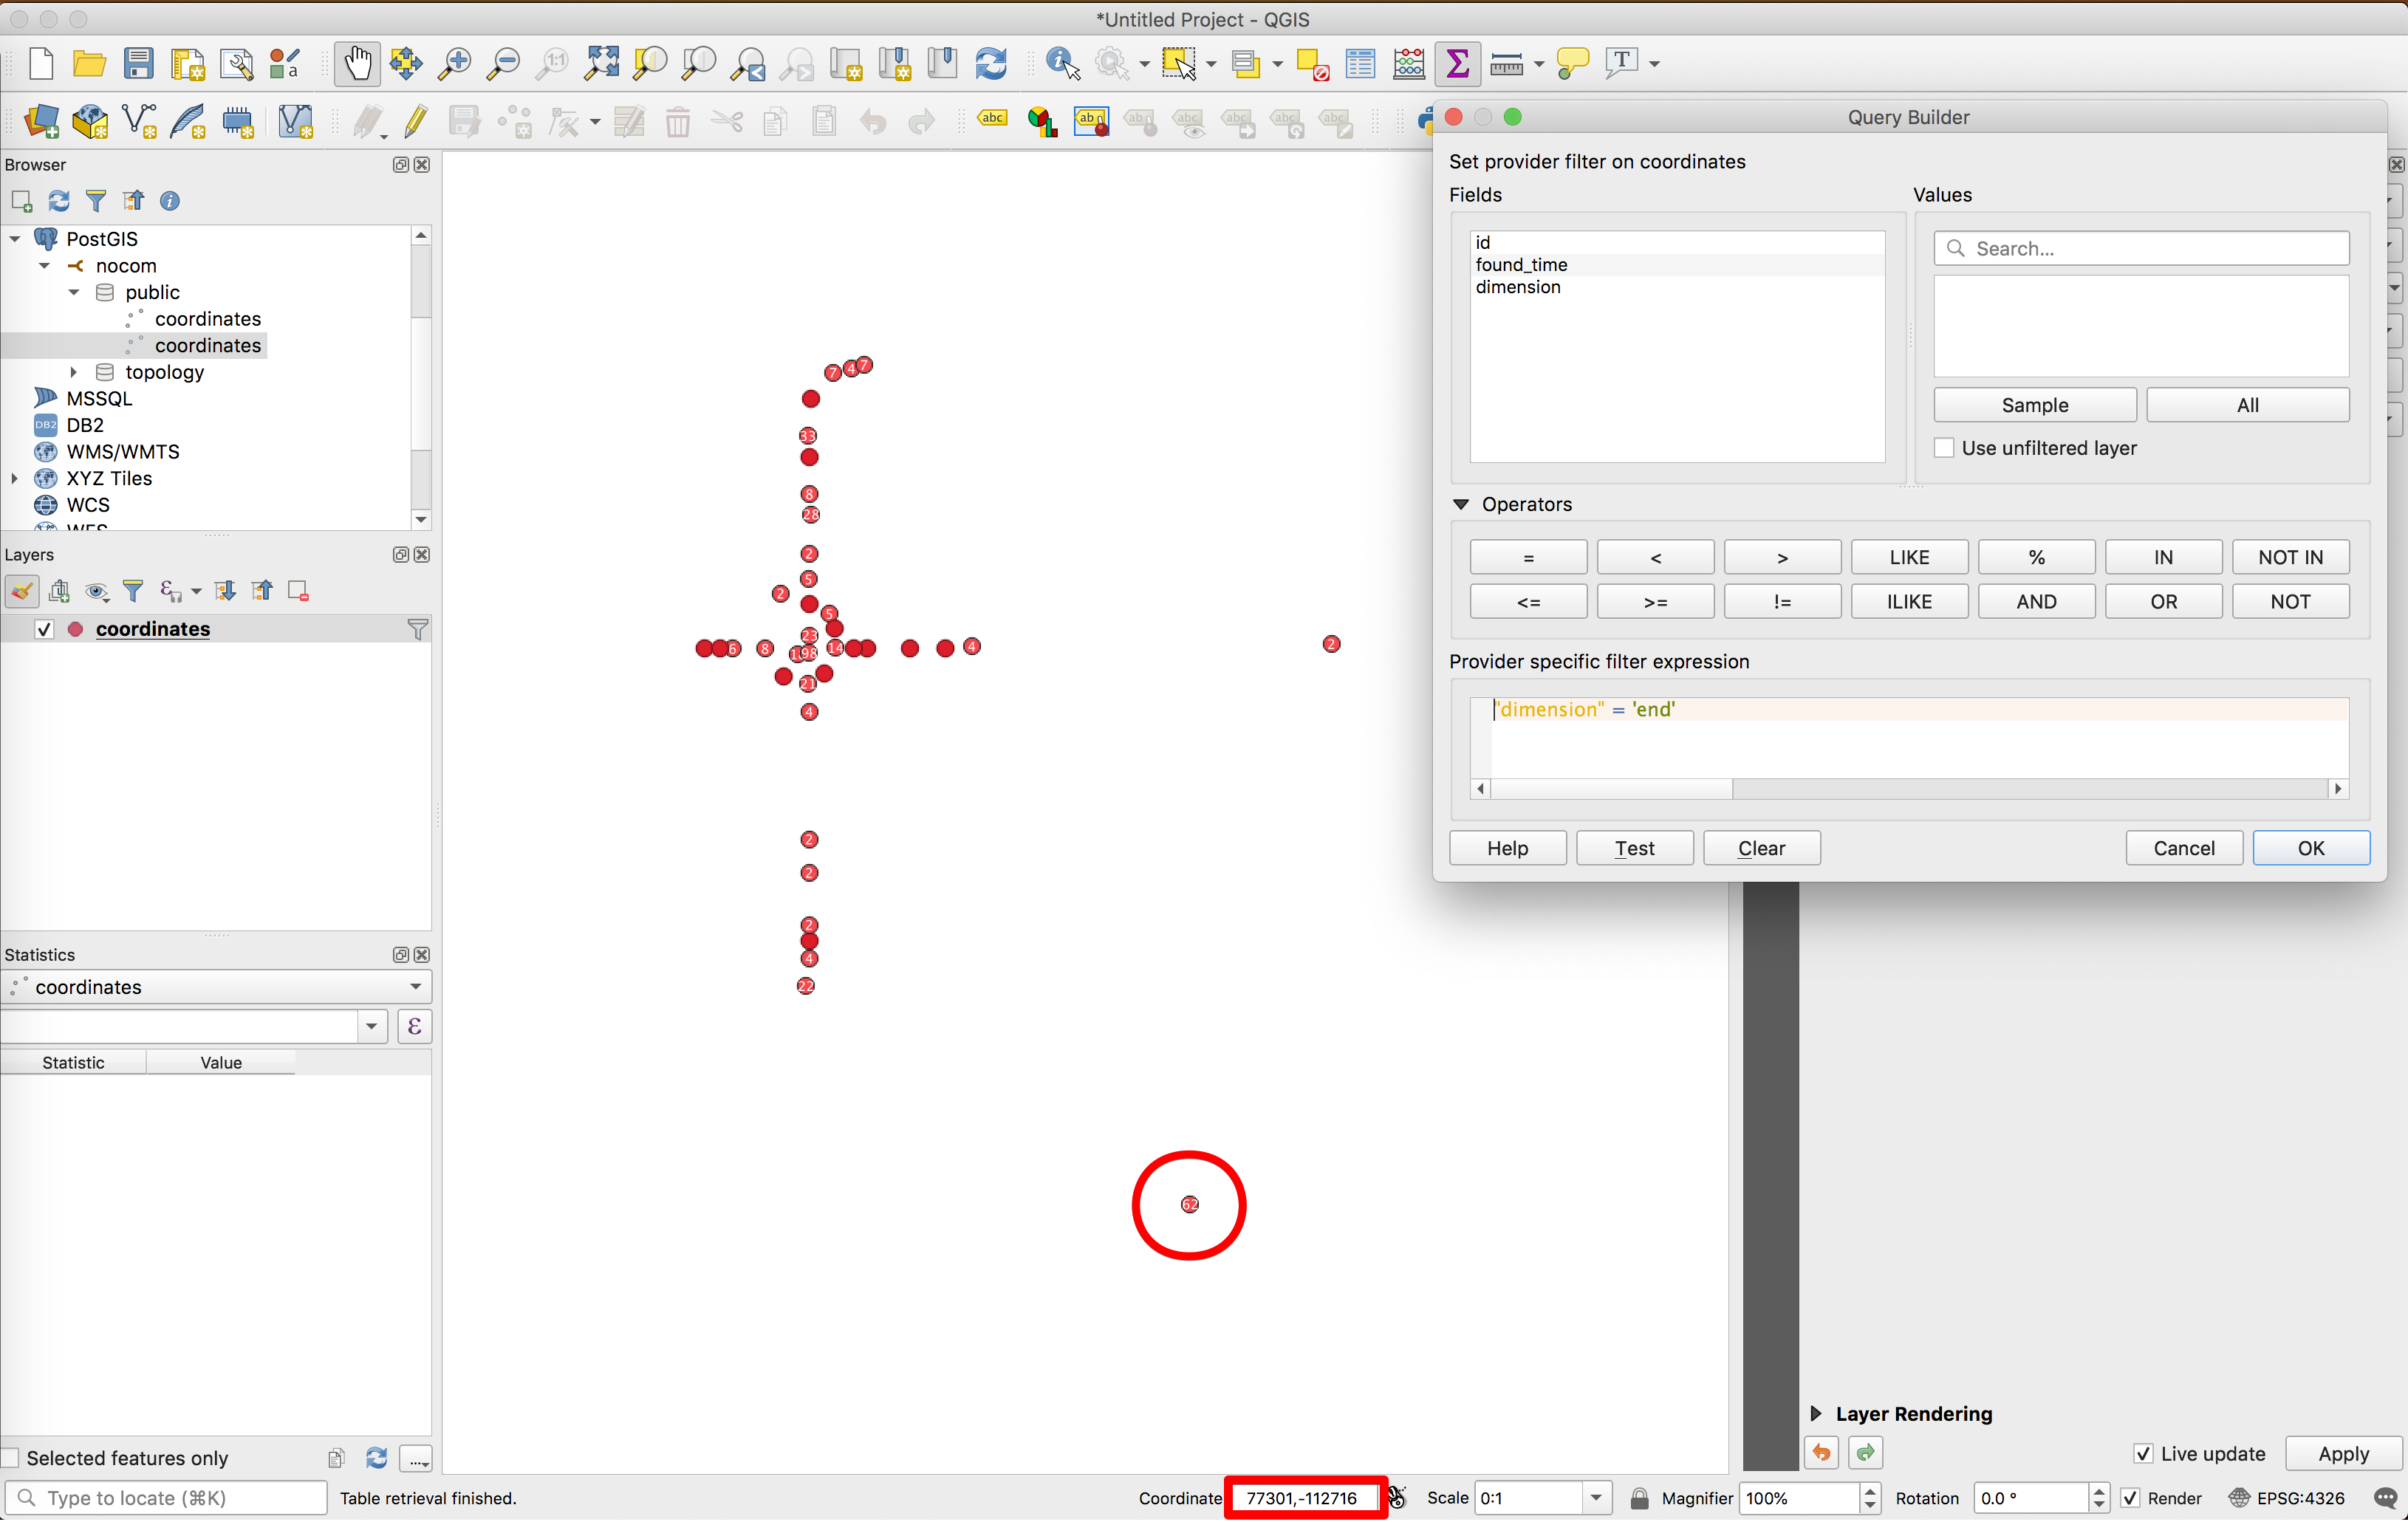 *Untitled Project - QGIS
Browser
PostGIS
nocom
public
coordinates
coordinates
topology
MSSQL
DB2
DB2
WMS/WMTS
XYZ Tiles
WCS
Layers
coordinates
Statistics
coordinates
Statistic Value
Selected features only
Type to locate (⌘K)
Table retrieval finished.
7 4 7
33
8
28
2
5
2
5
23
6 8 98 14 4 2
21
4
2
2
2
4
22
62
Query Builder
Set provider filter on coordinates
Fields Values
id
found_time
dimension
Search...
Sample All
Use unfiltered layer
Operators
= < > LIKE % IN NOT IN
<= >= != ILIKE AND OR NOT
Provider specific filter expression
"dimension" = 'end'
Help Test Clear Cancel OK
Layer Rendering
Live update Apply
Coordinate 77301,-112716 Scale 0:1 Magnifier 100% Rotation 0.0 ° Render EPSG:4326